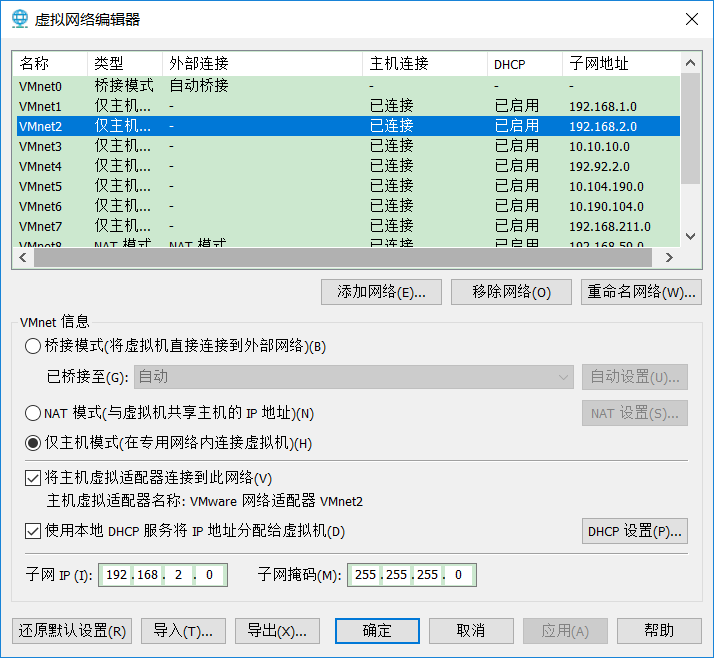 虚拟网络编辑器
名称 类型 外部连接 主机连接 DHCP 子网地址
VMnet0 桥接模式 自动桥接 - - -
VMnet1 仅主机... - 已连接 已启用 192.168.1.0
VMnet2 仅主机... - 已连接 已启用 192.168.2.0
VMnet3 仅主机... - 已连接 已启用 10.10.10.0
VMnet4 仅主机... - 已连接 已启用 192.92.2.0
VMnet5 仅主机... - 已连接 已启用 10.104.190.0
VMnet6 仅主机... - 已连接 已启用 10.190.104.0
VMnet7 仅主机... - 已连接 已启用 192.168.211.0
VMnet8 NAT 模式 NAT 模式 已连接 已启用 192.168.59.0
添加网络(E)... 移除网络(O) 重命名网络(W)...
VMnet 信息
桥接模式(将虚拟机直接连接到外部网络)(B)
已桥接至(G): 自动 自动设置(U)...
NAT 模式(与虚拟机共享主机的 IP 地址)(N) NAT 设置(S)...
仅主机模式(在专用网络内连接虚拟机)(H)
将主机虚拟适配器连接到此网络(V)
主机虚拟适配器名称: VMware 网络适配器 VMnet2
使用本地 DHCP 服务将 IP 地址分配给虚拟机(D) DHCP 设置(P)...
子网 IP (I): 192 . 168 . 2 . 0 子网掩码(M): 255 . 255 . 255 . 0
还原默认设置(R) 导入(T)... 导出(X)... 确定 取消 应用(A) 帮助